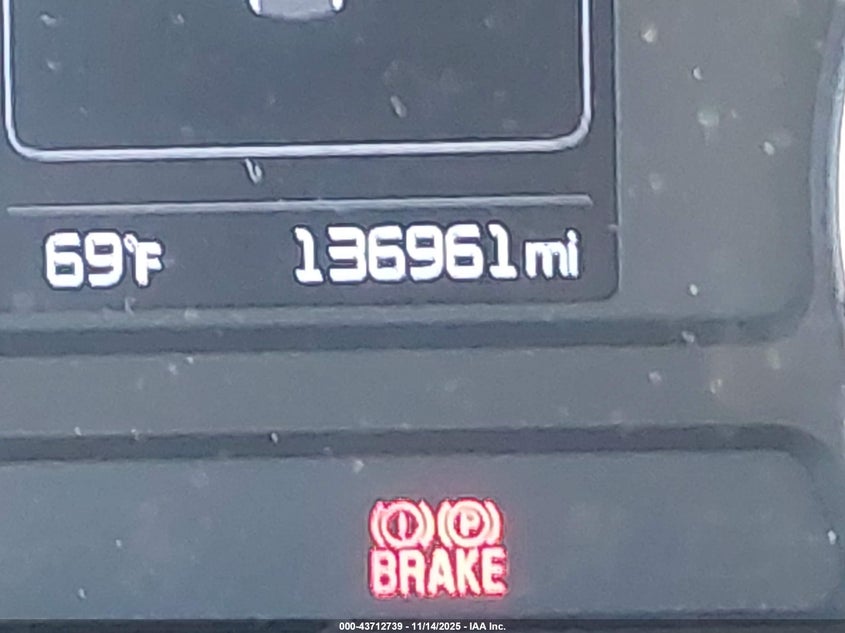 69°F 136961 mi
(!) (P)
BRAKE
000-43712739 - 11/14/2025 - IAA Inc.